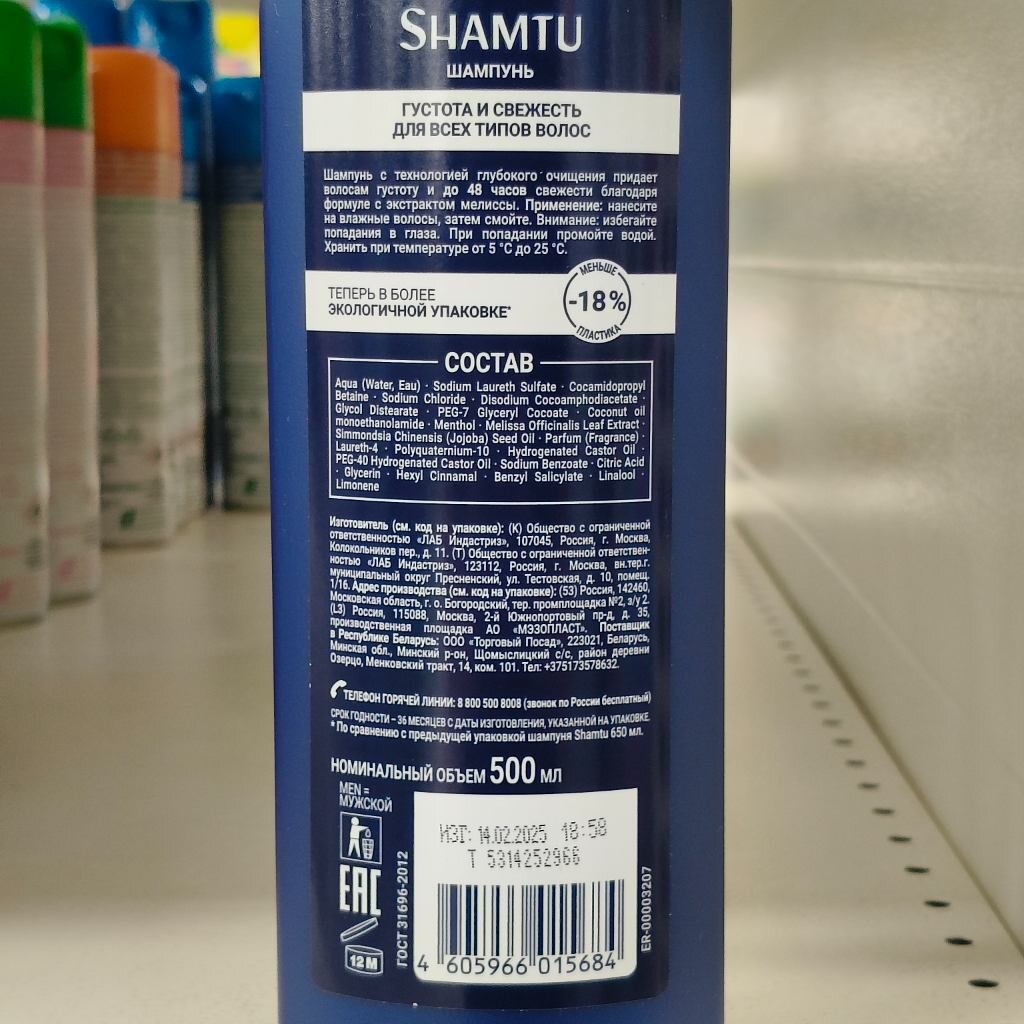 SHAMTU
ШАМПУНЬ
ГУСТОТА И СВЕЖЕСТЬ
ДЛЯ ВСЕХ ТИПОВ ВОЛОС
Шампунь с технологией глубокого очищения придает
волосам густоту и до 48 часов свежести благодаря
формуле с экстрактом мелиссы. Применение: нанесите
на влажные волосы, затем смойте. Внимание: избегайте
попадания в глаза. При попадании промойте водой.
Хранить при температуре от 5 °C до 25 °C.
ТЕПЕРЬ В БОЛЕЕ
ЭКОЛОГИЧНОЙ УПАКОВКЕ*
МЕНЬШЕ
-18%
ПЛАСТИКА
СОСТАВ
Aqua (Water, Eau) · Sodium Laureth Sulfate · Cocamidopropyl
Betaine · Sodium Chloride · Disodium Cocoamphodiacetate ·
Glycol Distearate · PEG-7 Glyceryl Cocoate · Coconut oil
monoethanolamide · Menthol · Melissa Officinalis Leaf Extract ·
Simmondsia Chinensis (Jojoba) Seed Oil · Parfum (Fragrance) ·
Laureth-4 · Polyquaternium-10 · Hydrogenated Castor Oil ·
PEG-40 Hydrogenated Castor Oil · Sodium Benzoate · Citric Acid
· Glycerin · Hexyl Cinnamal · Benzyl Salicylate · Linalool ·
Limonene
Изготовитель (см. код на упаковке): (К) Общество с ограниченной
ответственностью «ЛАБ Индастриз», 107045, Россия, г. Москва,
Колокольников пер., д. 11. (Т) Общество с ограниченной ответствен-
ностью «ЛАБ Индастриз», 123112, Россия, г. Москва, вн.тер.г.
муниципальный округ Пресненский, ул. Тестовская, д. 10, помещ.
1/16. Адрес производства (см. код на упаковке): (53) Россия, 142460,
Московская область, г. о. Богородский, тер. промплощадка №2, з/у 2.
(L3) Россия, 115088, Москва, 2-й Южнопортовый пр-д, д. 35,
производственная площадка АО «МЭЗОПЛАСТ». Поставщик
в Республике Беларусь: ООО «Торговый Посад», 223021, Беларусь,
Минская обл., Минский р-он, Щомыслицкий с/с, район деревни
Озерцо, Менковский тракт, 14, ком. 101. Тел: +375173578632.
ТЕЛЕФОН ГОРЯЧЕЙ ЛИНИИ: 8 800 500 8008 (звонок по России бесплатный)
СРОК ГОДНОСТИ – 36 МЕСЯЦЕВ С ДАТЫ ИЗГОТОВЛЕНИЯ, УКАЗАННОЙ НА УПАКОВКЕ.
* По сравнению с предыдущей упаковкой шампуня Shamtu 650 мл.
НОМИНАЛЬНЫЙ ОБЪЕМ 500 МЛ
MEN =
МУЖСКОЙ
EAC
12 M
ГОСТ 31696-2012
ИЗГ: 14.02.2025 18:58
T 5314252966
4 605966 015684
ER-00003207